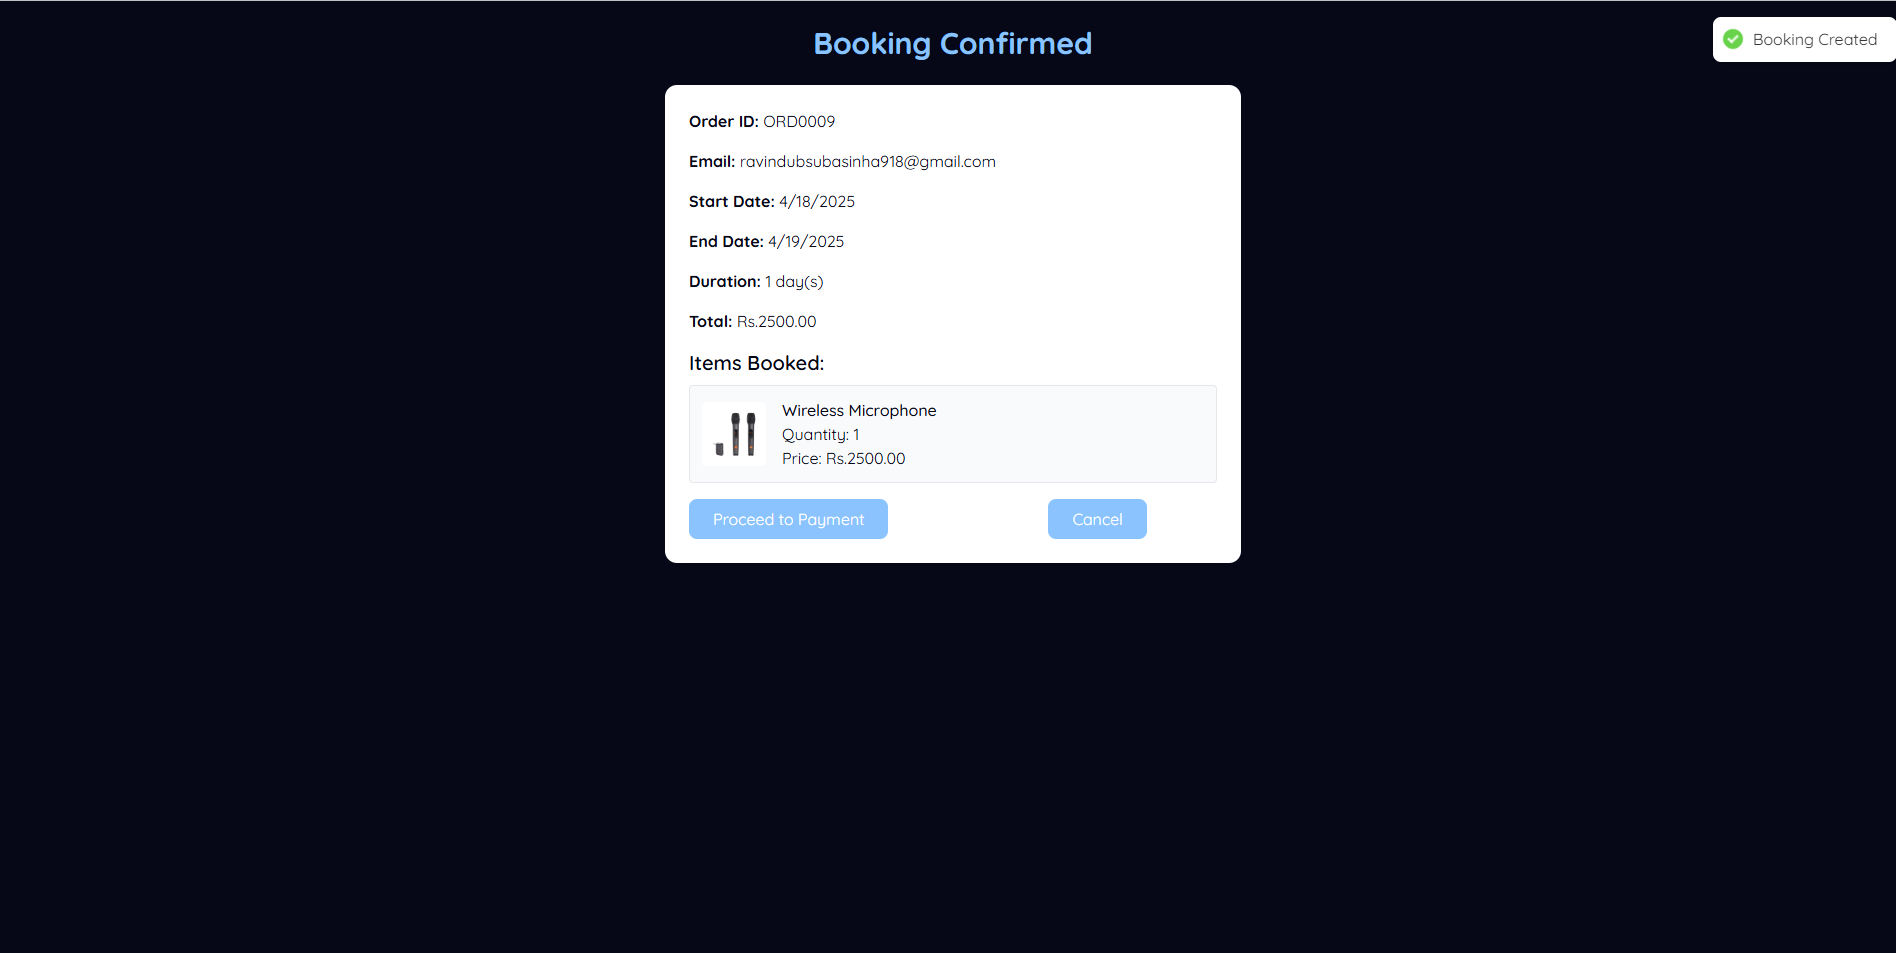 Booking Confirmed
Booking Created
Order ID: ORD0009
Email: ravindubsubasinha918@gmail.com
Start Date: 4/18/2025
End Date: 4/19/2025
Duration: 1 day(s)
Total: Rs.2500.00
Items Booked:
Wireless Microphone
Quantity: 1
Price: Rs.2500.00
Proceed to Payment
Cancel